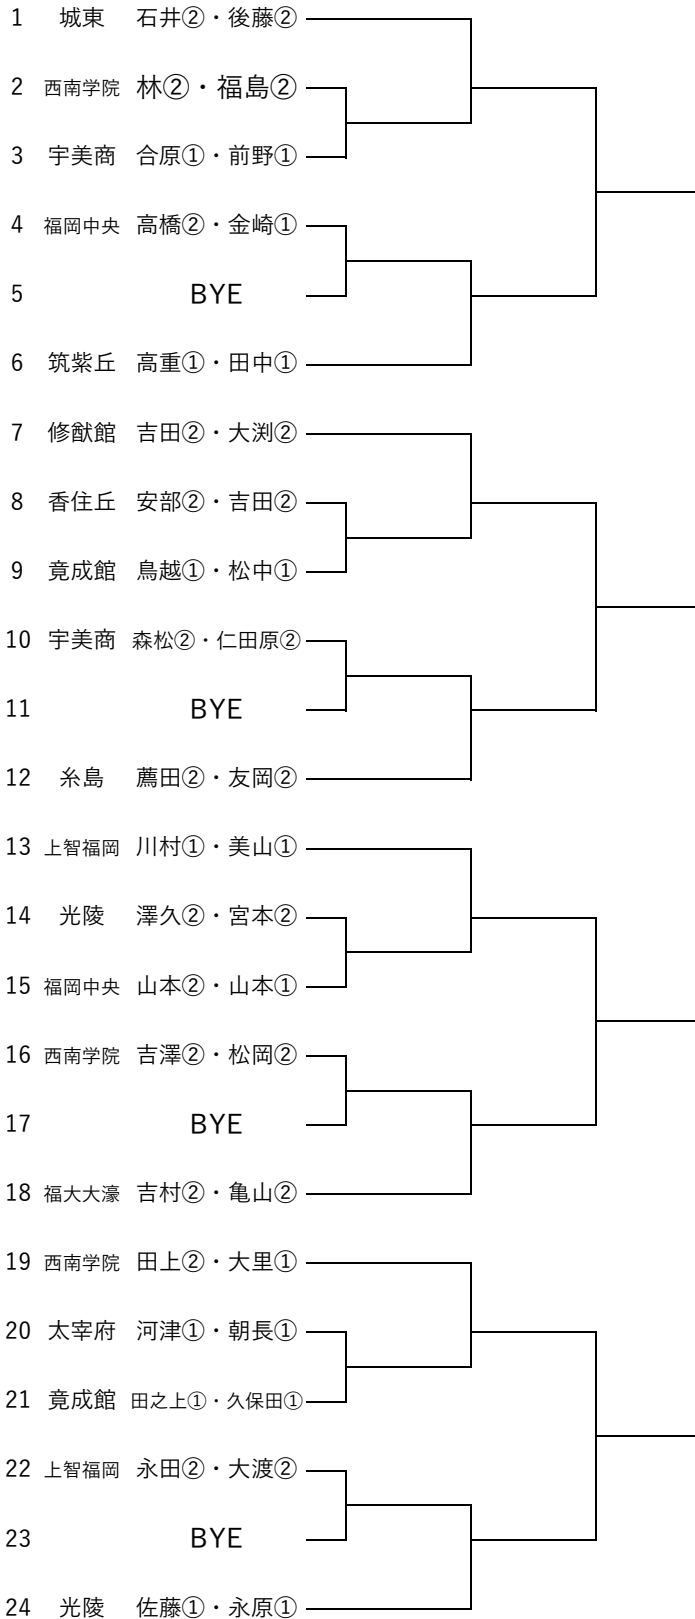 1 城東 石井②・後藤②
2 西南学院 林②・福島②
3 宇美商 合原①・前野①
4 福岡中央 高橋②・金崎①
5 BYE
6 筑紫丘 高重①・田中①
7 修猷館 吉田②・大渕②
8 香住丘 安部②・吉田②
9 竟成館 鳥越①・松中①
10 宇美商 森松②・仁田原②
11 BYE
12 糸島 薦田②・友岡②
13 上智福岡 川村①・美山①
14 光陵 澤久②・宮本②
15 福岡中央 山本②・山本①
16 西南学院 吉澤②・松岡②
17 BYE
18 福大大濠 吉村②・亀山②
19 西南学院 田上②・大里①
20 太宰府 河津①・朝長①
21 竟成館 田之上①・久保田①
22 上智福岡 永田②・大渡②
23 BYE
24 光陵 佐藤①・永原①